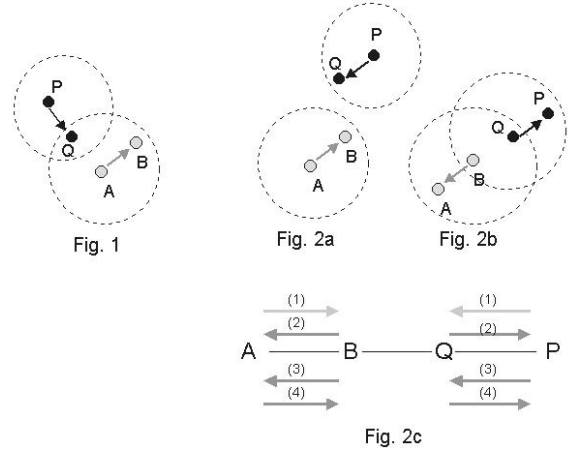 P
Q
B
A
Fig. 1
P
Q
B
A
Fig. 2a
P
Q
B
A
Fig. 2b
(1) (1)
(2) (2)
A B Q P
(3) (3)
(4) (4)
Fig. 2c